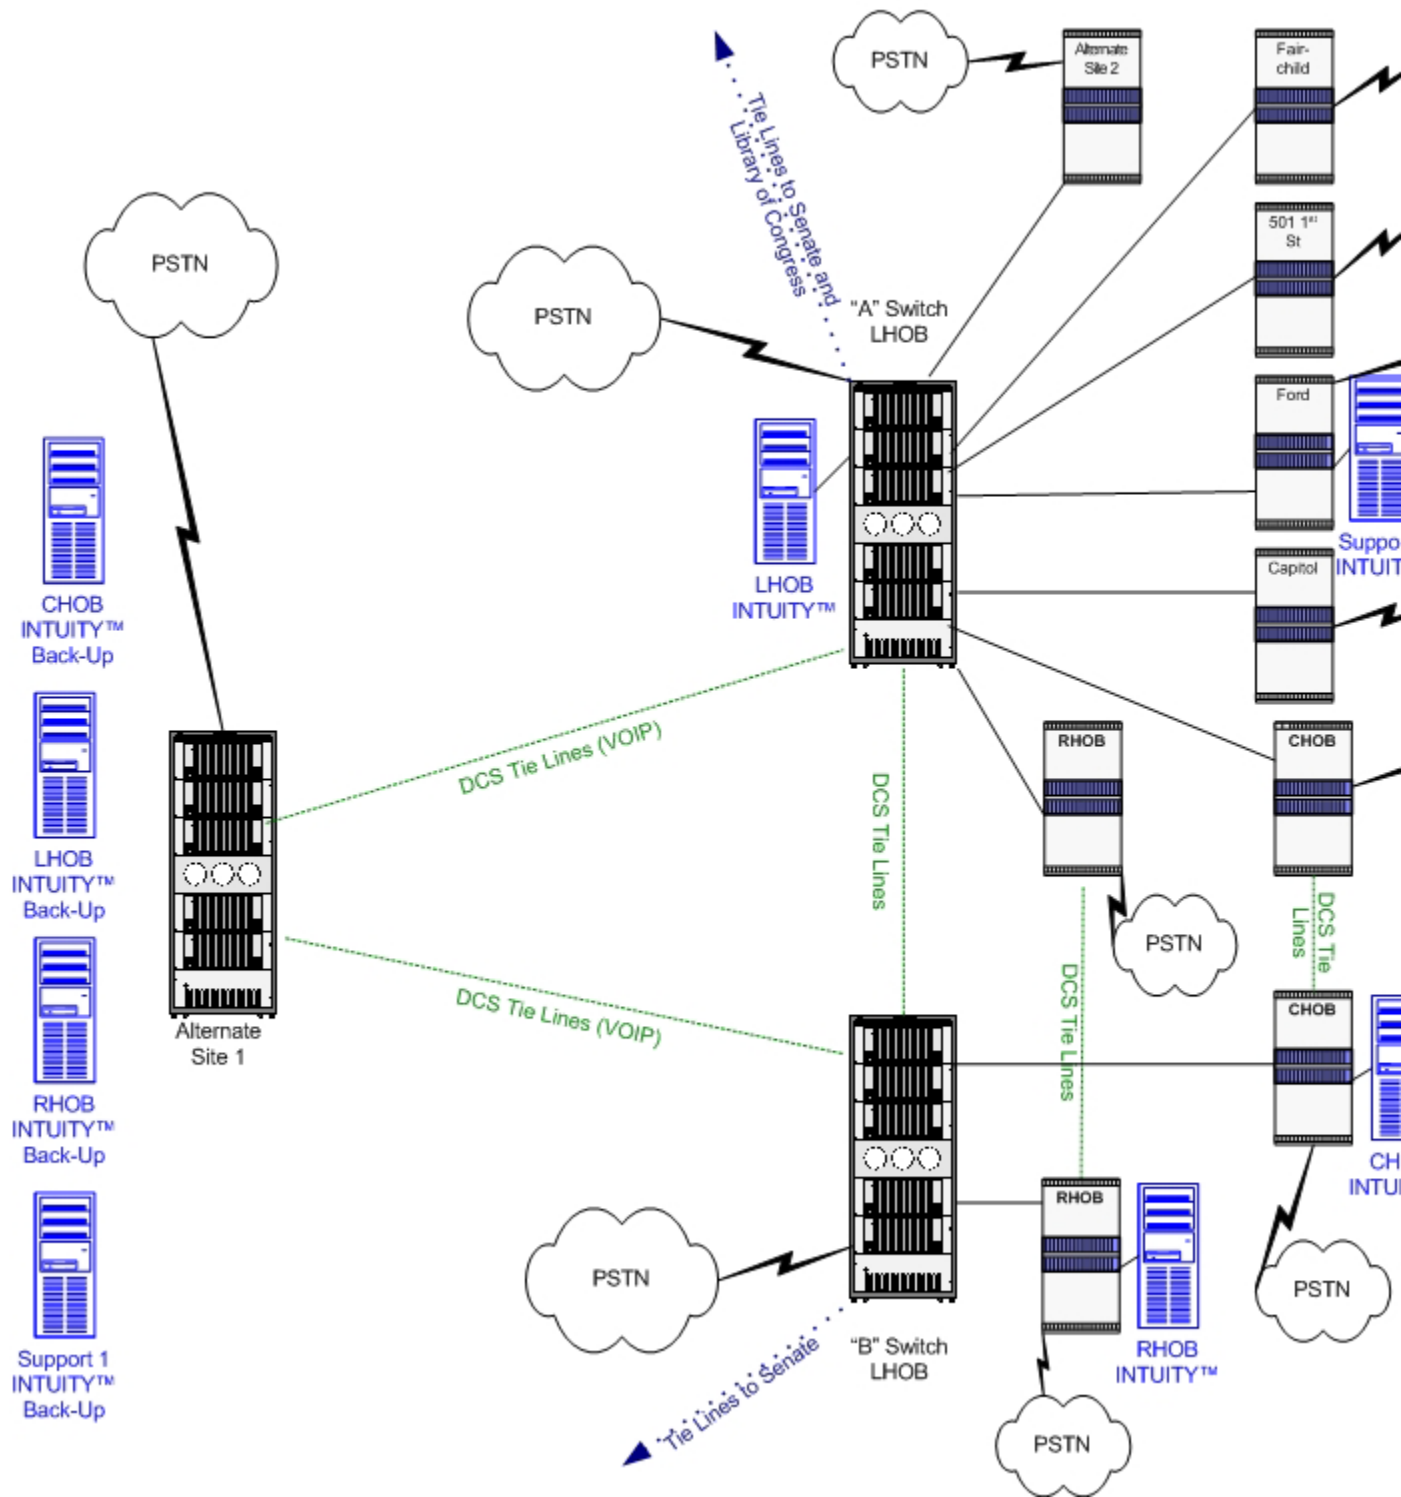 PSTN
Alternate
Site 2
Fair-
child
Tie Lines to Senate and
Library of Congress
501 1st
St
PSTN
PSTN
"A" Switch
LHOB
Ford
LHOB
INTUITY™
Suppo
INTUIT
Capitol
CHOB
INTUITY™
Back-Up
DCS Tie Lines (VOIP)
DCS Tie Lines
RHOB
CHOB
LHOB
INTUITY™
Back-Up
PSTN
DCS Tie
Lines
DCS Tie Lines
DCS Tie Lines (VOIP)
Alternate
Site 1
CHOB
RHOB
INTUITY™
Back-Up
CH
INTUI
RHOB
PSTN
PSTN
"B" Switch
LHOB
Tie Lines to Senate
RHOB
INTUITY™
Support 1
INTUITY™
Back-Up
PSTN